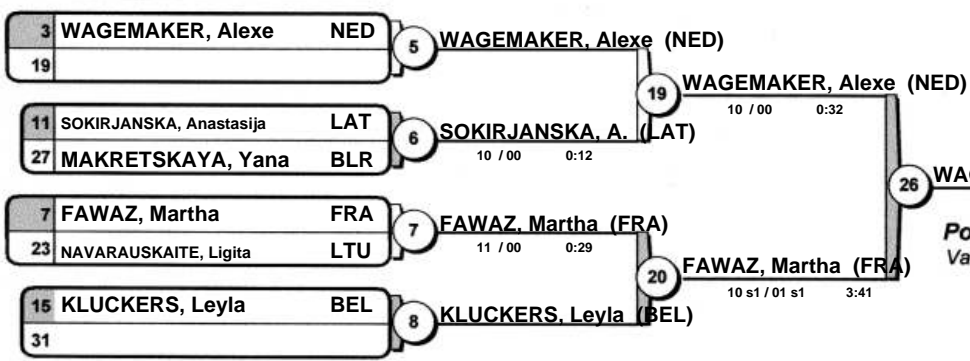 3 WAGEMAKER, Alexe NED
19
5 WAGEMAKER, Alexe (NED)
19 WAGEMAKER, Alexe (NED)
10 / 00 0:32
11 SOKIRJANSKA, Anastasija LAT
27 MAKRETSKAYA, Yana BLR
6 SOKIRJANSKA, A. (LAT)
10 / 00 0:12
26
7 FAWAZ, Martha FRA
23 NAVARAUSKAITE, Ligita LTU
7 FAWAZ, Martha (FRA)
11 / 00 0:29
20 FAWAZ, Martha (FRA)
10 s1 / 01 s1 3:41
15 KLUCKERS, Leyla BEL
31
8 KLUCKERS, Leyla (BEL)